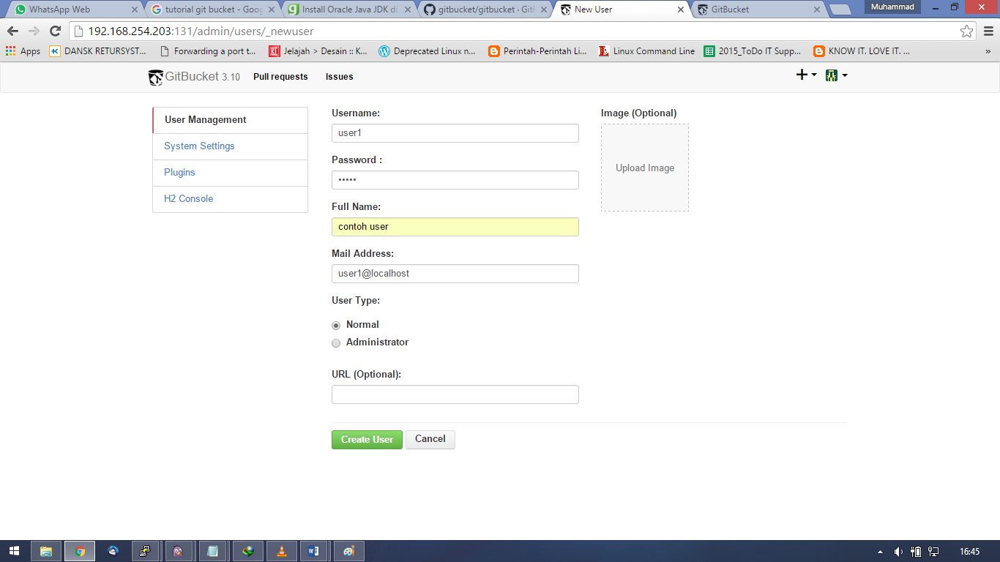 WhatsApp Web
tutorial git bucket - Goog
Install Oracle Java JDK di
gitbucket/gitbucket · Git
New User
GitBucket
Muhammad
192.168.254.203:131/admin/users/_newuser
Apps
DANSK RETURSYST...
Forwarding a port t...
Jelajah > Desain :: K...
Deprecated Linux n...
Perintah-Perintah Li...
Linux Command Line
2015_ToDo IT Supp...
KNOW IT. LOVE IT. ...
»
GitBucket 3.10
Pull requests
Issues
User Management
System Settings
Plugins
H2 Console
Username:
user1
Password :
•••••
Full Name:
contoh user
Mail Address:
user1@localhost
User Type:
Normal
Administrator
URL (Optional):
Create User
Cancel
Image (Optional)
Upload Image
16:45